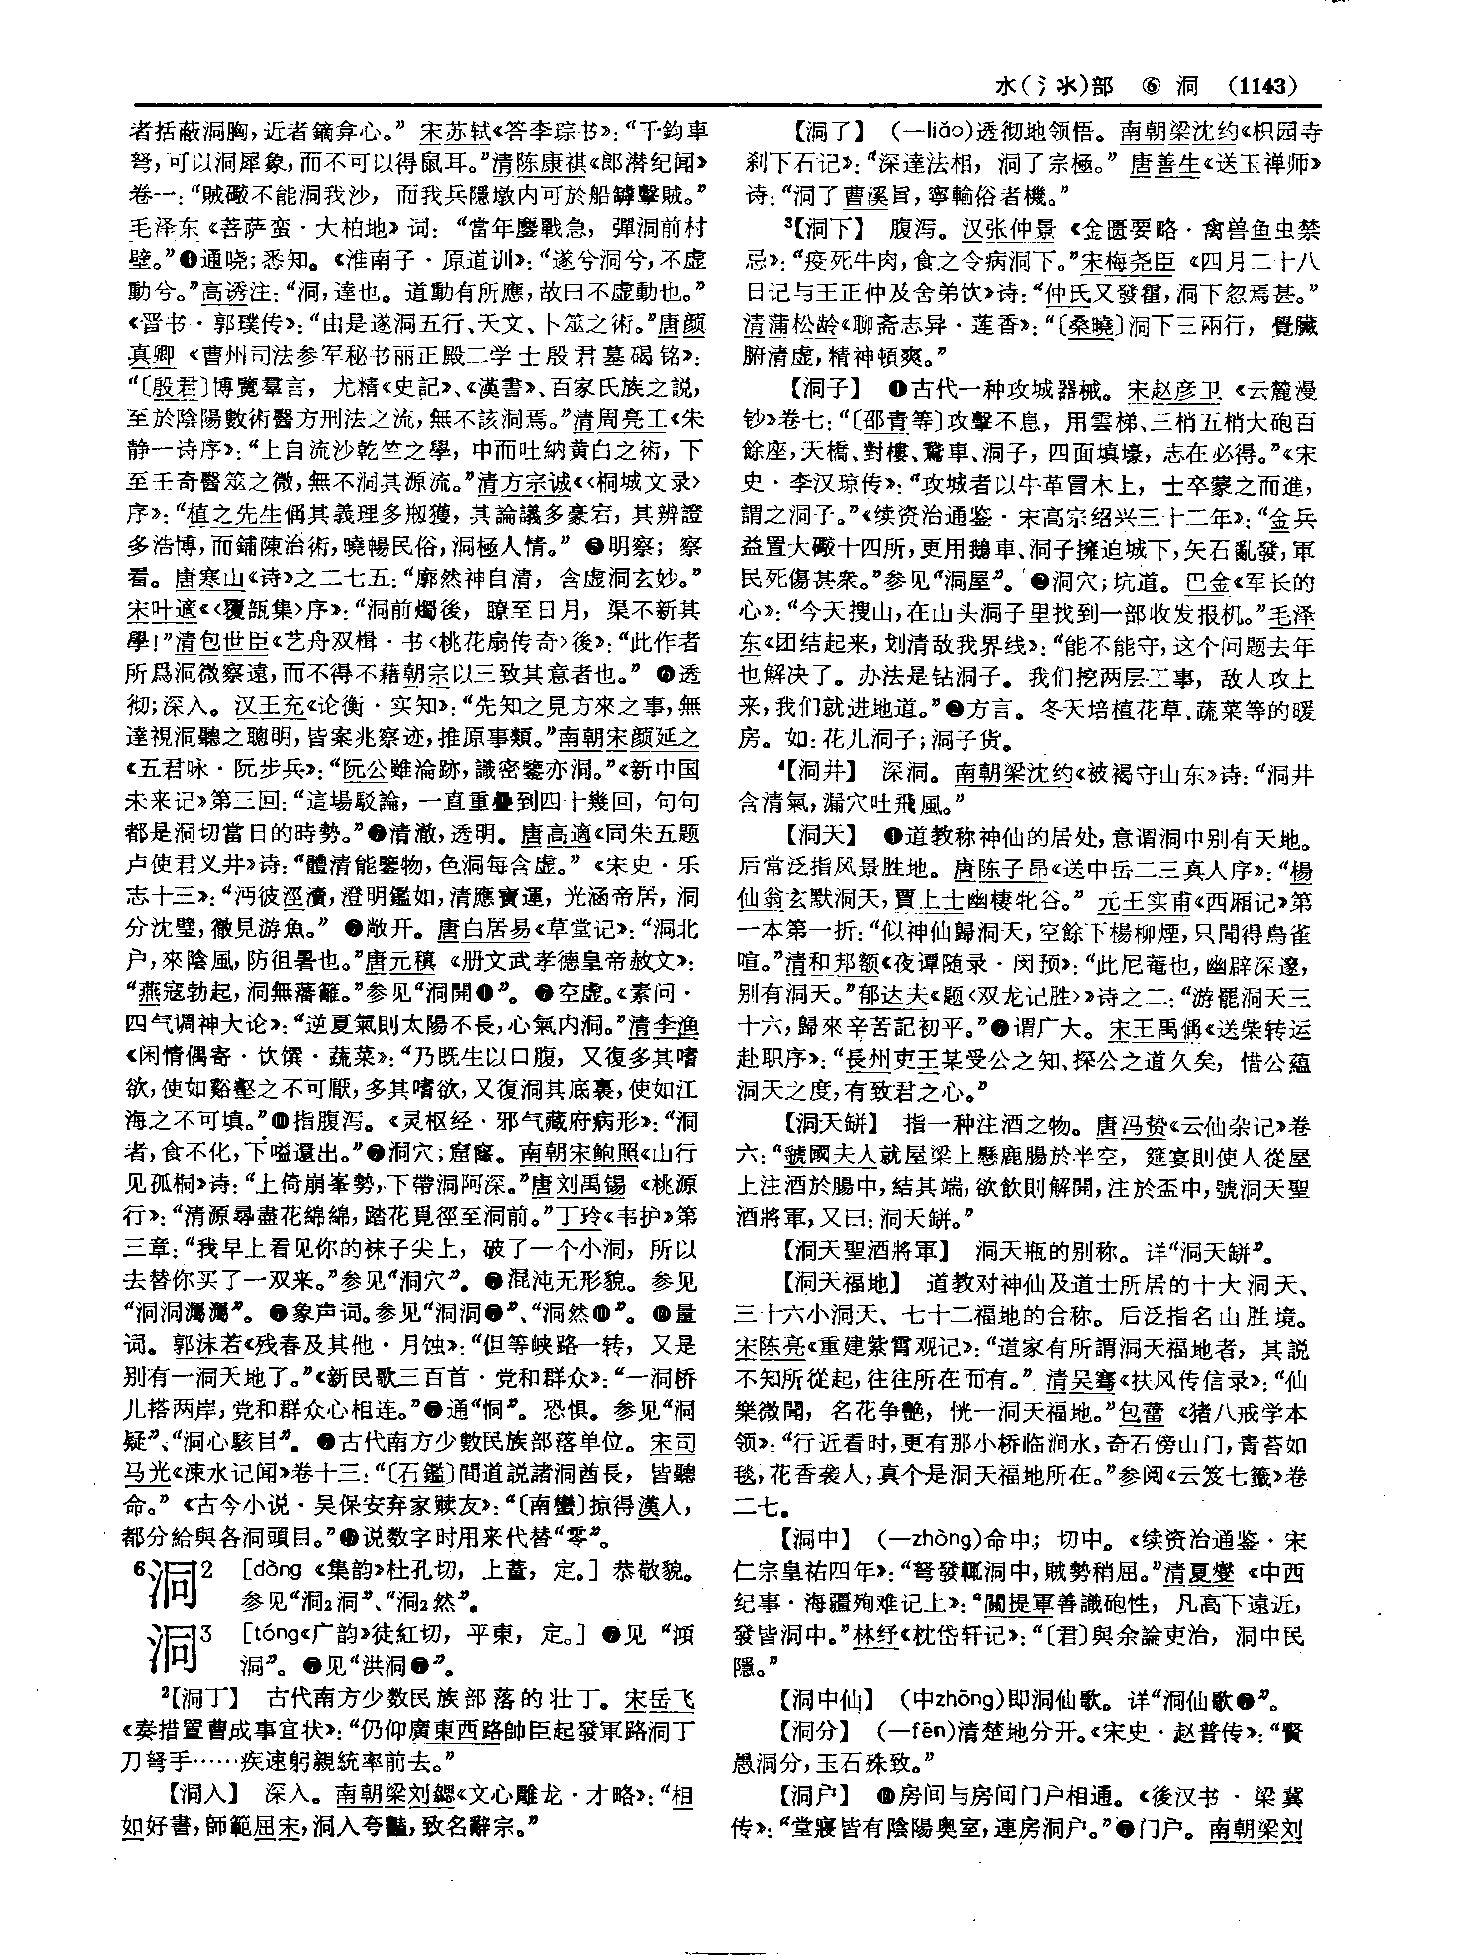 水(氵氺)部 ⑥ 洞 (1143)
者括蔽洞胸，近者鏑弇心。” 宋苏轼《答李琮书》：“千鈞車
弩，可以洞犀象，而不可以得鼠耳。”清陈康祺《郎潜纪闻》
卷一：“賊礮不能洞我沙，而我兵隱墩内可於船罅擊賊。”
毛泽东《菩萨蛮·大柏地》词：“當年鏖戰急，彈洞前村
壁。”❹通晓；悉知。《淮南子·原道训》：“遂兮洞兮，不虚
動兮。”高诱注：“洞，達也。道動有所應，故曰不虚動也。”
《晋书·郭璞传》：“由是遂洞五行、天文、卜筮之術。”唐颜
真卿《曹州司法参军秘书丽正殿二学士殷君墓碣铭》：
“〔殷君〕博覽羣言，尤精《史記》、《漢書》、百家氏族之説，
至於陰陽數術醫方刑法之流，無不該洞焉。”清周亮工《朱
静一诗序》：“上自流沙乾竺之學，中而吐納黄白之術，下
至壬奇醫筮之微，無不洞其源流。”清方宗诚《〈桐城文录〉
序》：“植之先生偶其義理多刱獲，其論議多豪宕，其辨證
多浩博，而鋪陳治術，曉暢民俗，洞極人情。” ❺明察；察
看。唐寒山《诗》之二七五：“廓然神自清，含虚洞玄妙。”
宋叶適《〈覆瓿集〉序》：“洞前燭後，瞭至日月，渠不新其
學！”清包世臣《艺舟双楫·书〈桃花扇传奇〉後》：“此作者
所爲洞微察遠，而不得不藉朝宗以三致其意者也。” ❻透
彻；深入。汉王充《论衡·实知》：“先知之見方來之事，無
達視洞聽之聰明，皆案兆察迹，推原事類。”南朝宋颜延之
《五君咏·阮步兵》：“阮公雖淪跡，識密鑒亦洞。”《新中国
未来记》第三回：“這場駁論，一直重疊到四十幾回，句句
都是洞切當日的時勢。”❼清澈，透明。唐高適《同朱五题
卢使君义井》诗：“體清能鑒物，色洞每含虚。” 《宋史·乐
志十三》：“沔彼涇瀆，澄明鑑如，清應寶運，光涵帝居，洞
分沈璧，徹見游魚。” ❽敞开。唐白居易《草堂记》：“洞北
户，來陰風，防徂暑也。”唐元稹《册文武孝德皇帝赦文》：
“燕寇勃起，洞無藩籬。”参见“洞開❶”。 ❾空虚。《素问·
四气调神大论》：“逆夏氣則太陽不長，心氣内洞。”清李渔
《闲情偶寄·饮馔·蔬菜》：“乃既生以口腹，又復多其嗜
欲，使如谿壑之不可厭，多其嗜欲，又復洞其底裏，使如江
海之不可填。”❿指腹泻。《灵枢经·邪气藏府病形》：“洞
者，食不化，下嗌還出。”⓫洞穴；窟窿。南朝宋鲍照《山行
见孤桐》诗：“上倚崩峯勢，下帶洞阿深。”唐刘禹锡《桃源
行》：“清源尋盡花綿綿，踏花覓徑至洞前。”丁玲《韦护》第
三章：“我早上看见你的袜子尖上，破了一个小洞，所以
去替你买了一双来。”参见“洞穴”。 ⓬混沌无形貌。参见
“洞洞灟灟”。 ⓭象声词。参见“洞洞”、“洞然”。 ⓮量
词。郭沫若《残春及其他·月蚀》：“但等峡路一转，又是
别有一洞天地了。”《新民歌三百首·党和群众》：“一洞桥
儿搭两岸，党和群众心相连。”⓯通“恫”。恐惧。参见“洞
疑”、“洞心駭目”。 ⓰古代南方少数民族部落单位。宋司
马光《涑水记闻》卷十三：“〔石鑑〕間道説諸洞酋長，皆聽
命。” 《古今小说·吴保安弃家赎友》：“〔南蠻〕掠得漢人，
都分給與各洞頭目。”⓱说数字时用来代替“零”。
6洞2 [dòng《集韵》杜孔切，上董，定。] 恭敬貌。
参见“洞2洞”、“洞2然”。
洞3 [tóng《广韵》徒紅切，平東，定。] ❶见“澒
洞”。 ❷见“洪洞”。
2【洞丁】 古代南方少数民族部落的壮丁。宋岳飞
《奏措置曹成事宜状》：“仍仰廣東西路帥臣起發軍路洞丁
刀弩手……疾速躬親統率前去。”
【洞入】 深入。南朝梁刘勰《文心雕龙·才略》：“相
如好書，師範屈宋，洞入夸豔，致名辭宗。”
【洞了】 (一liǎo)透彻地领悟。南朝梁沈约《枳园寺
刹下石记》：“深達法相，洞了宗極。” 唐善生《送玉禅师》
诗：“洞了曹溪旨，寧輸俗者機。”
3【洞下】 腹泻。汉张仲景《金匮要略·禽兽鱼虫禁
忌》：“疫死牛肉，食之令病洞下。”宋梅尧臣《四月二十八
日记与王正仲及舍弟饮》诗：“仲氏又發霍，洞下忽焉甚。”
清蒲松龄《聊斋志异·莲香》：“〔桑曉〕洞下三兩行，覺臟
腑清虚，精神頓爽。”
【洞子】 ❶古代一种攻城器械。宋赵彦卫《云麓漫
钞》卷七：“〔邵青等〕攻擊不息，用雲梯、三梢五梢大砲百
餘座，天橋、對樓、鵞車、洞子，四面填壕，志在必得。”《宋
史·李汉琼传》：“攻城者以牛革冒木上，士卒蒙之而進，
謂之洞子。”《续资治通鉴·宋高宗绍兴三十二年》：“金兵
益置大礮十四所，更用鵝車、洞子擁迫城下，矢石亂發，軍
民死傷甚衆。”参见“洞屋”。 ❷洞穴；坑道。巴金《军长的
心》：“今天搜山，在山头洞子里找到一部收发报机。”毛泽
东《团结起来，划清敌我界线》：“能不能守，这个问题去年
也解决了。办法是钻洞子。我们挖两层工事，敌人攻上
来，我们就进地道。”❸方言。冬天培植花草、蔬菜等的暖
房。如：花儿洞子；洞子货。
4【洞井】 深洞。南朝梁沈约《被褐守山东》诗：“洞井
含清氣，漏穴吐飛風。”
【洞天】 ❶道教称神仙的居处，意谓洞中别有天地。
后常泛指风景胜地。唐陈子昂《送中岳二三真人序》：“楊
仙翁玄默洞天，賈上士幽棲牝谷。” 元王实甫《西厢记》第
一本第一折：“似神仙歸洞天，空餘下楊柳煙，只聞得鳥雀
喧。”清和邦额《夜谭随录·闵预》：“此尼菴也，幽辟深邃，
别有洞天。”郁达夫《题〈双龙记胜〉》诗之二：“游罷洞天三
十六，歸來辛苦記初平。”❷谓广大。宋王禹偁《送柴转运
赴职序》：“長州吏王某受公之知、探公之道久矣，惜公藴
洞天之度，有致君之心。”
【洞天缾】 指一种注酒之物。唐冯贽《云仙杂记》卷
六：“虢國夫人就屋梁上懸鹿腸於半空，筵宴則使人從屋
上注酒於腸中，結其端，欲飲則解開，注於盃中，號洞天聖
酒將軍，又曰：洞天缾。”
【洞天聖酒將軍】 洞天瓶的别称。详“洞天缾”。
【洞天福地】 道教对神仙及道士所居的十大洞天、
三十六小洞天、七十二福地的合称。后泛指名山胜境。
宋陈亮《重建紫霄观记》：“道家有所謂洞天福地者，其説
不知所從起，往往所在而有。” 清吴骞《扶风传信录》：“仙
樂微聞，名花争艷，恍一洞天福地。”包蕾《猪八戒学本
领》：“行近看时，更有那小桥临涧水，奇石傍山门，青苔如
毯，花香袭人，真个是洞天福地所在。”参阅《云笈七籤》卷
二七。
【洞中】 (一zhòng)命中；切中。《续资治通鉴·宋
仁宗皇祐四年》：“弩發輒洞中，賊勢稍屈。”清夏燮《中西
纪事·海疆殉难记上》：“關提軍善識砲性，凡高下遠近，
發皆洞中。”林纾《枕岱轩记》：“〔君〕與余論吏治，洞中民
隱。”
【洞中仙】 (中zhōng)即洞仙歌。详“洞仙歌”。
【洞分】 (一fēn)清楚地分开。《宋史·赵普传》：“賢
愚洞分，玉石殊致。”
【洞户】 ❶房间与房间门户相通。《後汉书·梁冀
传》：“堂寢皆有陰陽奥室，連房洞户。”❷门户。南朝梁刘